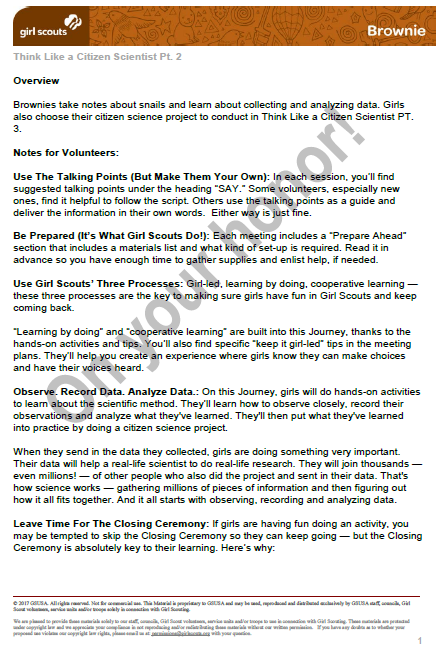 girl scouts
Brownie
Think Like a Citizen Scientist Pt. 2
Overview
Brownies take notes about snails and learn about collecting and analyzing data. Girls
also choose their citizen science project to conduct in Think Like a Citizen Scientist PT.
3.
Notes for Volunteers:
Use The Talking Points (But Make Them Your Own): In each session, you'll find
suggested talking points under the heading "SAY." Some volunteers, especially new
ones, find it helpful to follow the script. Others use the talking points as a guide and
deliver the information in their own words. Either way is just fine.
Be Prepared (It's What Girl Scouts Do!): Each meeting includes a "Prepare Ahead"
section that includes a materials list and what kind of set-up is required. Read it in
advance so you have enough time to gather supplies and enlist help, if needed.
Use Girl Scouts' Three Processes: Girl-led, learning by doing, cooperative learning —
these three processes are the key to making sure girls have fun in Girl Scouts and keep
coming back.
"Learning by doing" and "cooperative learning" are built into this Journey, thanks to the
hands-on activities and tips. You'll also find specific "keep it girl-led" tips in the meeting
plans. They'll help you create an experience where girls know they can make choices
and have their voices heard.
Observe. Record Data. Analyze Data.: On this Journey, girls will do hands-on activities
to learn about the scientific method. They'll learn how to observe closely, record their
observations and analyze what they've learned. They'll then put what they've learned
into practice by doing a citizen science project.
When they send in the data they collected, girls are doing something very important.
Their data will help a real-life scientist to do real-life research. They will join thousands —
even millions! — of other people who also did the project and sent in their data. That's
how science works — gathering millions of pieces of information and then figuring out
how it all fits together. And it all starts with observing, recording and analyzing data.
Leave Time For The Closing Ceremony: If girls are having fun doing an activity, you
may be tempted to skip the Closing Ceremony so they can keep going — but the Closing
Ceremony is absolutely key to their learning. Here's why:
On your honor!
© 2017 GSUSA. All rights reserved. Not for commercial use. This Material is proprietary to GSUSA and may be used, reproduced and distributed exclusively by GSUSA staff, councils, Girl
Scout volunteers, service units and/or troops solely in connection with Girl Scouting.
We are pleased to provide these materials solely to our staff, councils, Girl Scout volunteers, service units and/or troops to use in connection with Girl Scouting. These materials are protected
under copyright law and we appreciate your compliance in not reproducing and/or redistributing these materials without our written permission. If you have any doubts as to whether your
proposed use violates our copyright law rights, please email us at: permissions@girlscouts.org with your question.
1